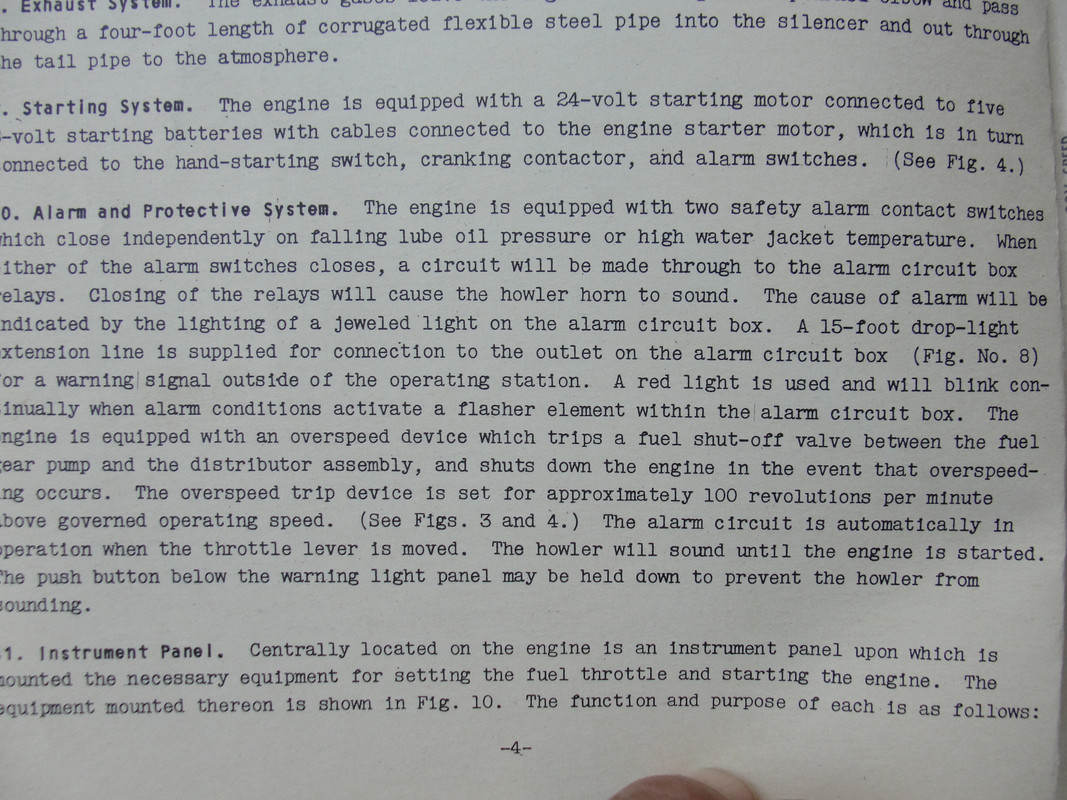 . Exhaust System. The exhaust gases leave the and pass
hrough a four-foot length of corrugated flexible steel pipe into the silencer and out through
he tail pipe to the atmosphere.
. Starting System. The engine is equipped with a 24-volt starting motor connected to five
-volt starting batteries with cables connected to the engine starter motor, which is in turn
onnected to the hand-starting switch, cranking contactor, and alarm switches. (See Fig. 4.)
0. Alarm and Protective System. The engine is equipped with two safety alarm contact switches
hich close independently on falling lube oil pressure or high water jacket temperature. When
ither of the alarm switches closes, a circuit will be made through to the alarm circuit box
elays. Closing of the relays will cause the howler horn to sound. The cause of alarm will be
ndicated by the lighting of a jeweled light on the alarm circuit box. A 15-foot drop-light
xtension line is supplied for connection to the outlet on the alarm circuit box (Fig. No. 8)
or a warning signal outside of the operating station. A red light is used and will blink con-
inually when alarm conditions activate a flasher element within the alarm circuit box. The
ngine is equipped with an overspeed device which trips a fuel shut-off valve between the fuel
ear pump and the distributor assembly, and shuts down the engine in the event that overspeed-
ng occurs. The overspeed trip device is set for approximately 100 revolutions per minute
bove governed operating speed. (See Figs. 3 and 4.) The alarm circuit is automatically in
peration when the throttle lever is moved. The howler will sound until the engine is started.
The push button below the warning light panel may be held down to prevent the howler from
sounding.
1. Instrument Panel. Centrally located on the engine is an instrument panel upon which is
mounted the necessary equipment for setting the fuel throttle and starting the engine. The
equipment mounted thereon is shown in Fig. 10. The function and purpose of each is as follows:
-4-